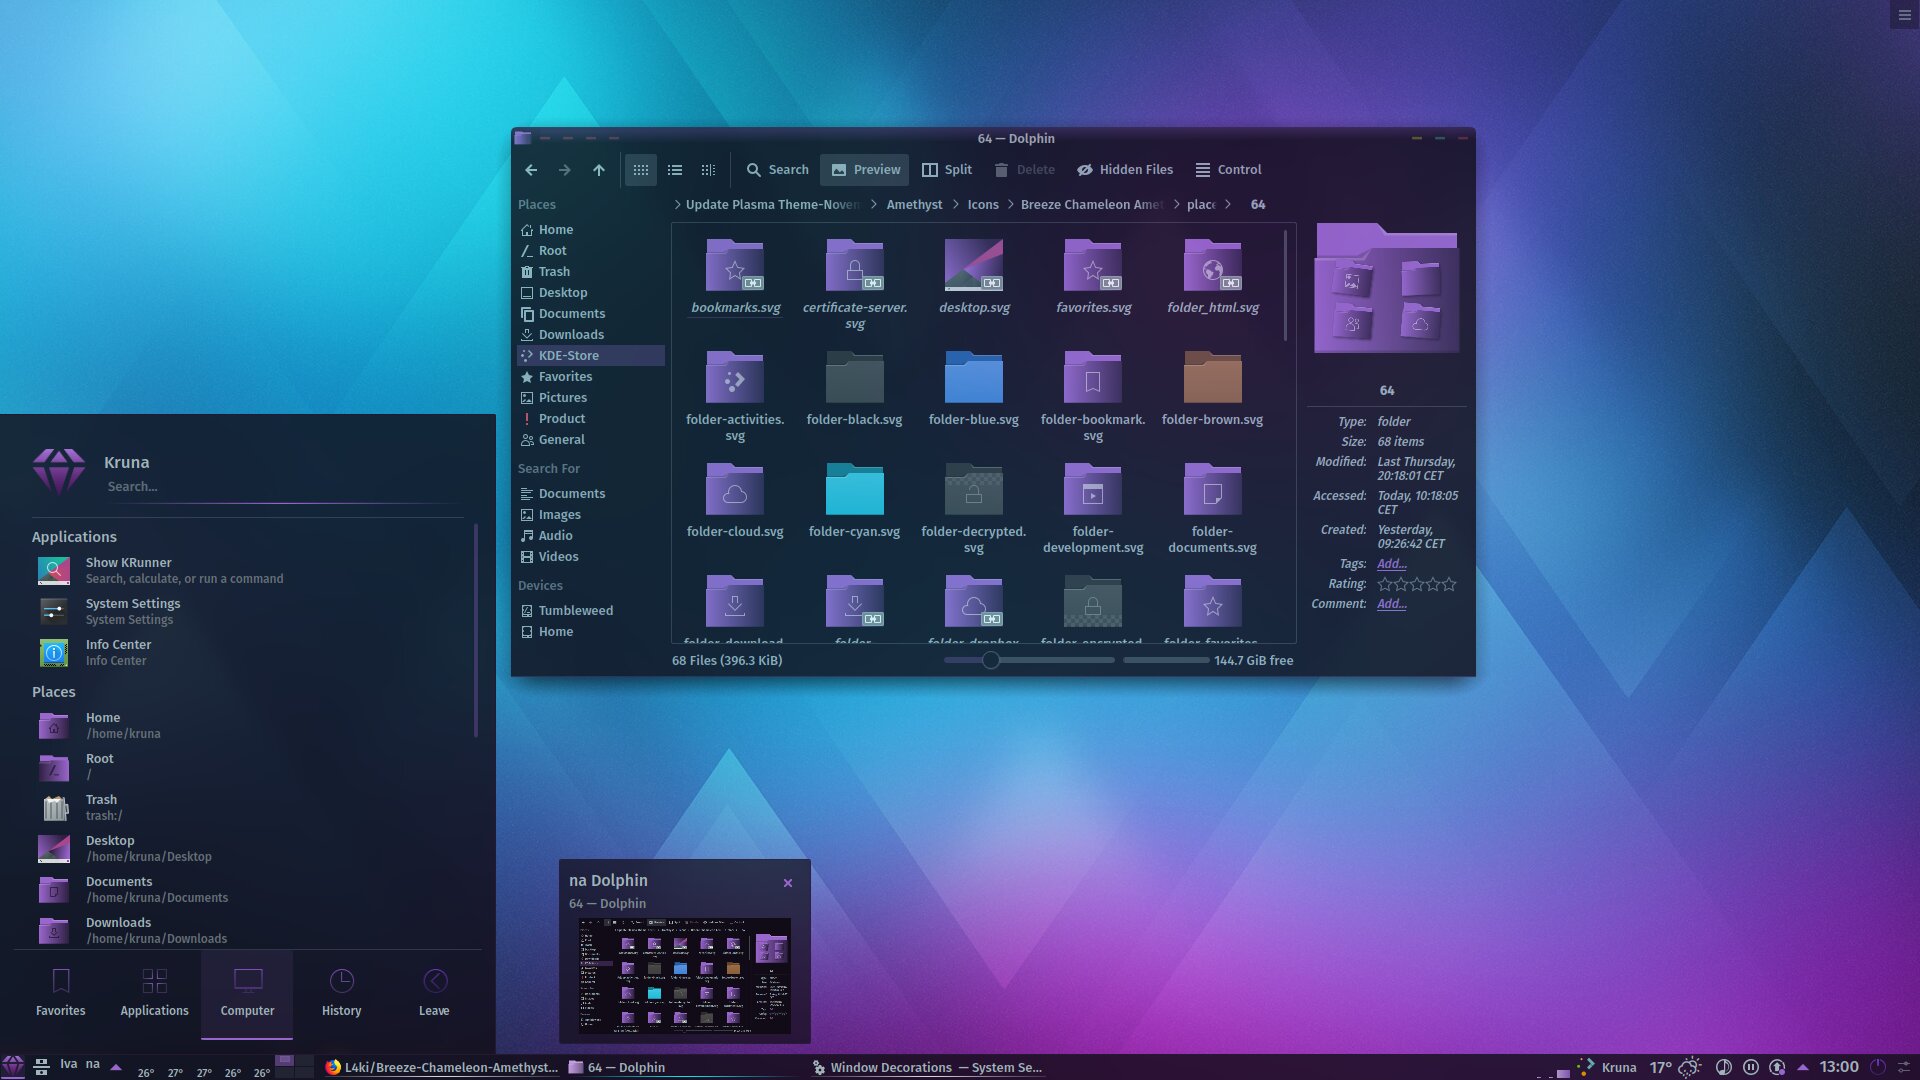 64 — Dolphin
Search
Preview
Split
Delete
Hidden Files
Control
Places
Home
Root
Trash
Desktop
Documents
Downloads
KDE-Store
Favorites
Pictures
Product
General
Search For
Documents
Images
Audio
Videos
Devices
Tumbleweed
Home
Update Plasma Theme-Novem
Amethyst
Icons
Breeze Chameleon Amet
place
64
bookmarks.svg
certificate-server.
svg
desktop.svg
favorites.svg
folder_html.svg
folder-activities.
svg
folder-black.svg
folder-blue.svg
folder-bookmark.
svg
folder-brown.svg
folder-cloud.svg
folder-cyan.svg
folder-decrypted.
svg
folder-
development.svg
folder-
documents.svg
folder-download
folder
folder-dropbox
folder-encrypted
folder-favorites
68 Files (396.3 KiB)
144.7 GiB free
64
Type: folder
Size: 68 items
Modified: Last Thursday,
20:18:01 CET
Accessed: Today, 10:18:05
CET
Created: Yesterday,
09:26:42 CET
Tags: Add...
Rating:
Comment: Add...
Kruna
Search...
Applications
Show KRunner
Search, calculate, or run a command
System Settings
System Settings
Info Center
Info Center
Places
Home
/home/kruna
Root
/
Trash
trash:/
Desktop
/home/kruna/Desktop
Documents
/home/kruna/Documents
Downloads
/home/kruna/Downloads
Favorites
Applications
Computer
History
Leave
na Dolphin
64 — Dolphin
Iva na
26° 27° 27° 26° 26°
L4ki/Breeze-Chameleon-Amethyst...
64 — Dolphin
Window Decorations — System Se...
Kruna
17°
13:00